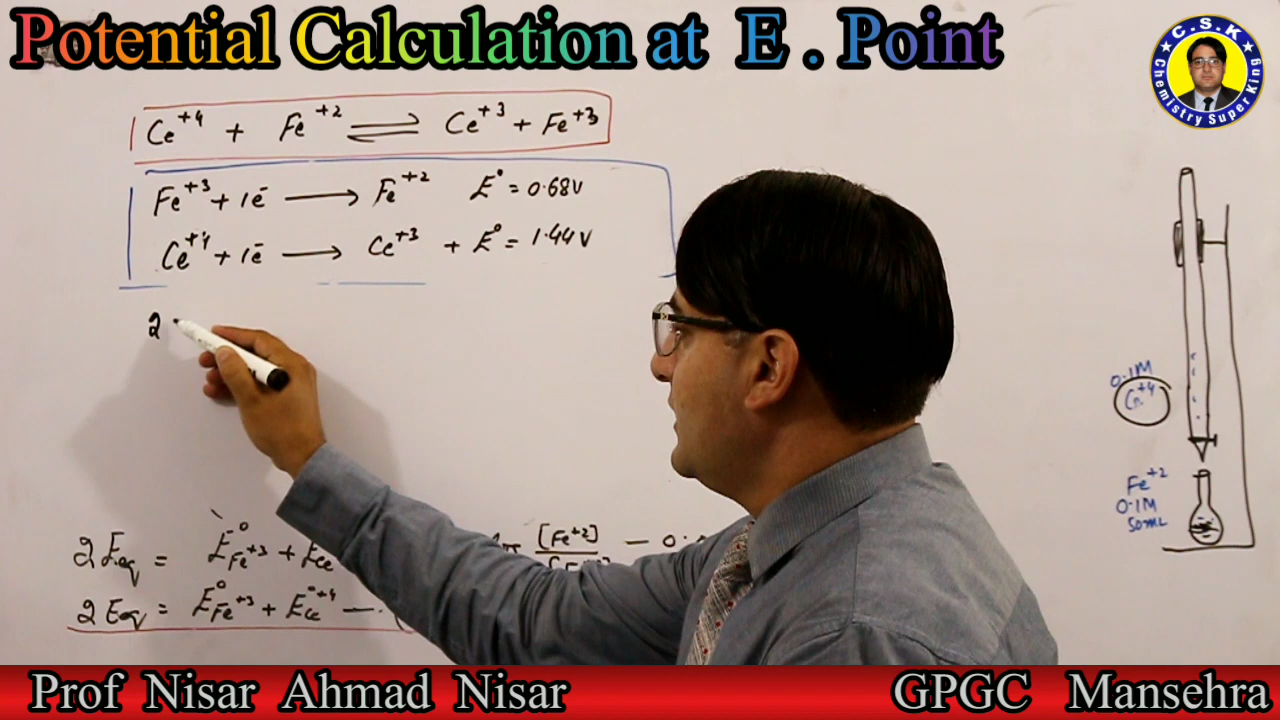 Potential Calculation at E . Point
C.S.K
Chemistry Super King
Ce⁺⁴ + Fe⁺² ⇌ Ce⁺³ + Fe⁺³
Fe⁺³ + 1e⁻ ⟶ Fe⁺² E° = 0.68V
Ce⁺⁴ + 1e⁻ ⟶ Ce⁺³ + E° = 1.44V
2
2Eeq = E°Fe⁺³ + E°Ce [Fe⁺²] − 0.
2Eeq = E°Fe⁺³ + E°Ce⁺⁴ —
0.1M
Ce⁺⁴
Fe⁺²
0.1M
50mL
Prof Nisar Ahmad Nisar GPGC Mansehra